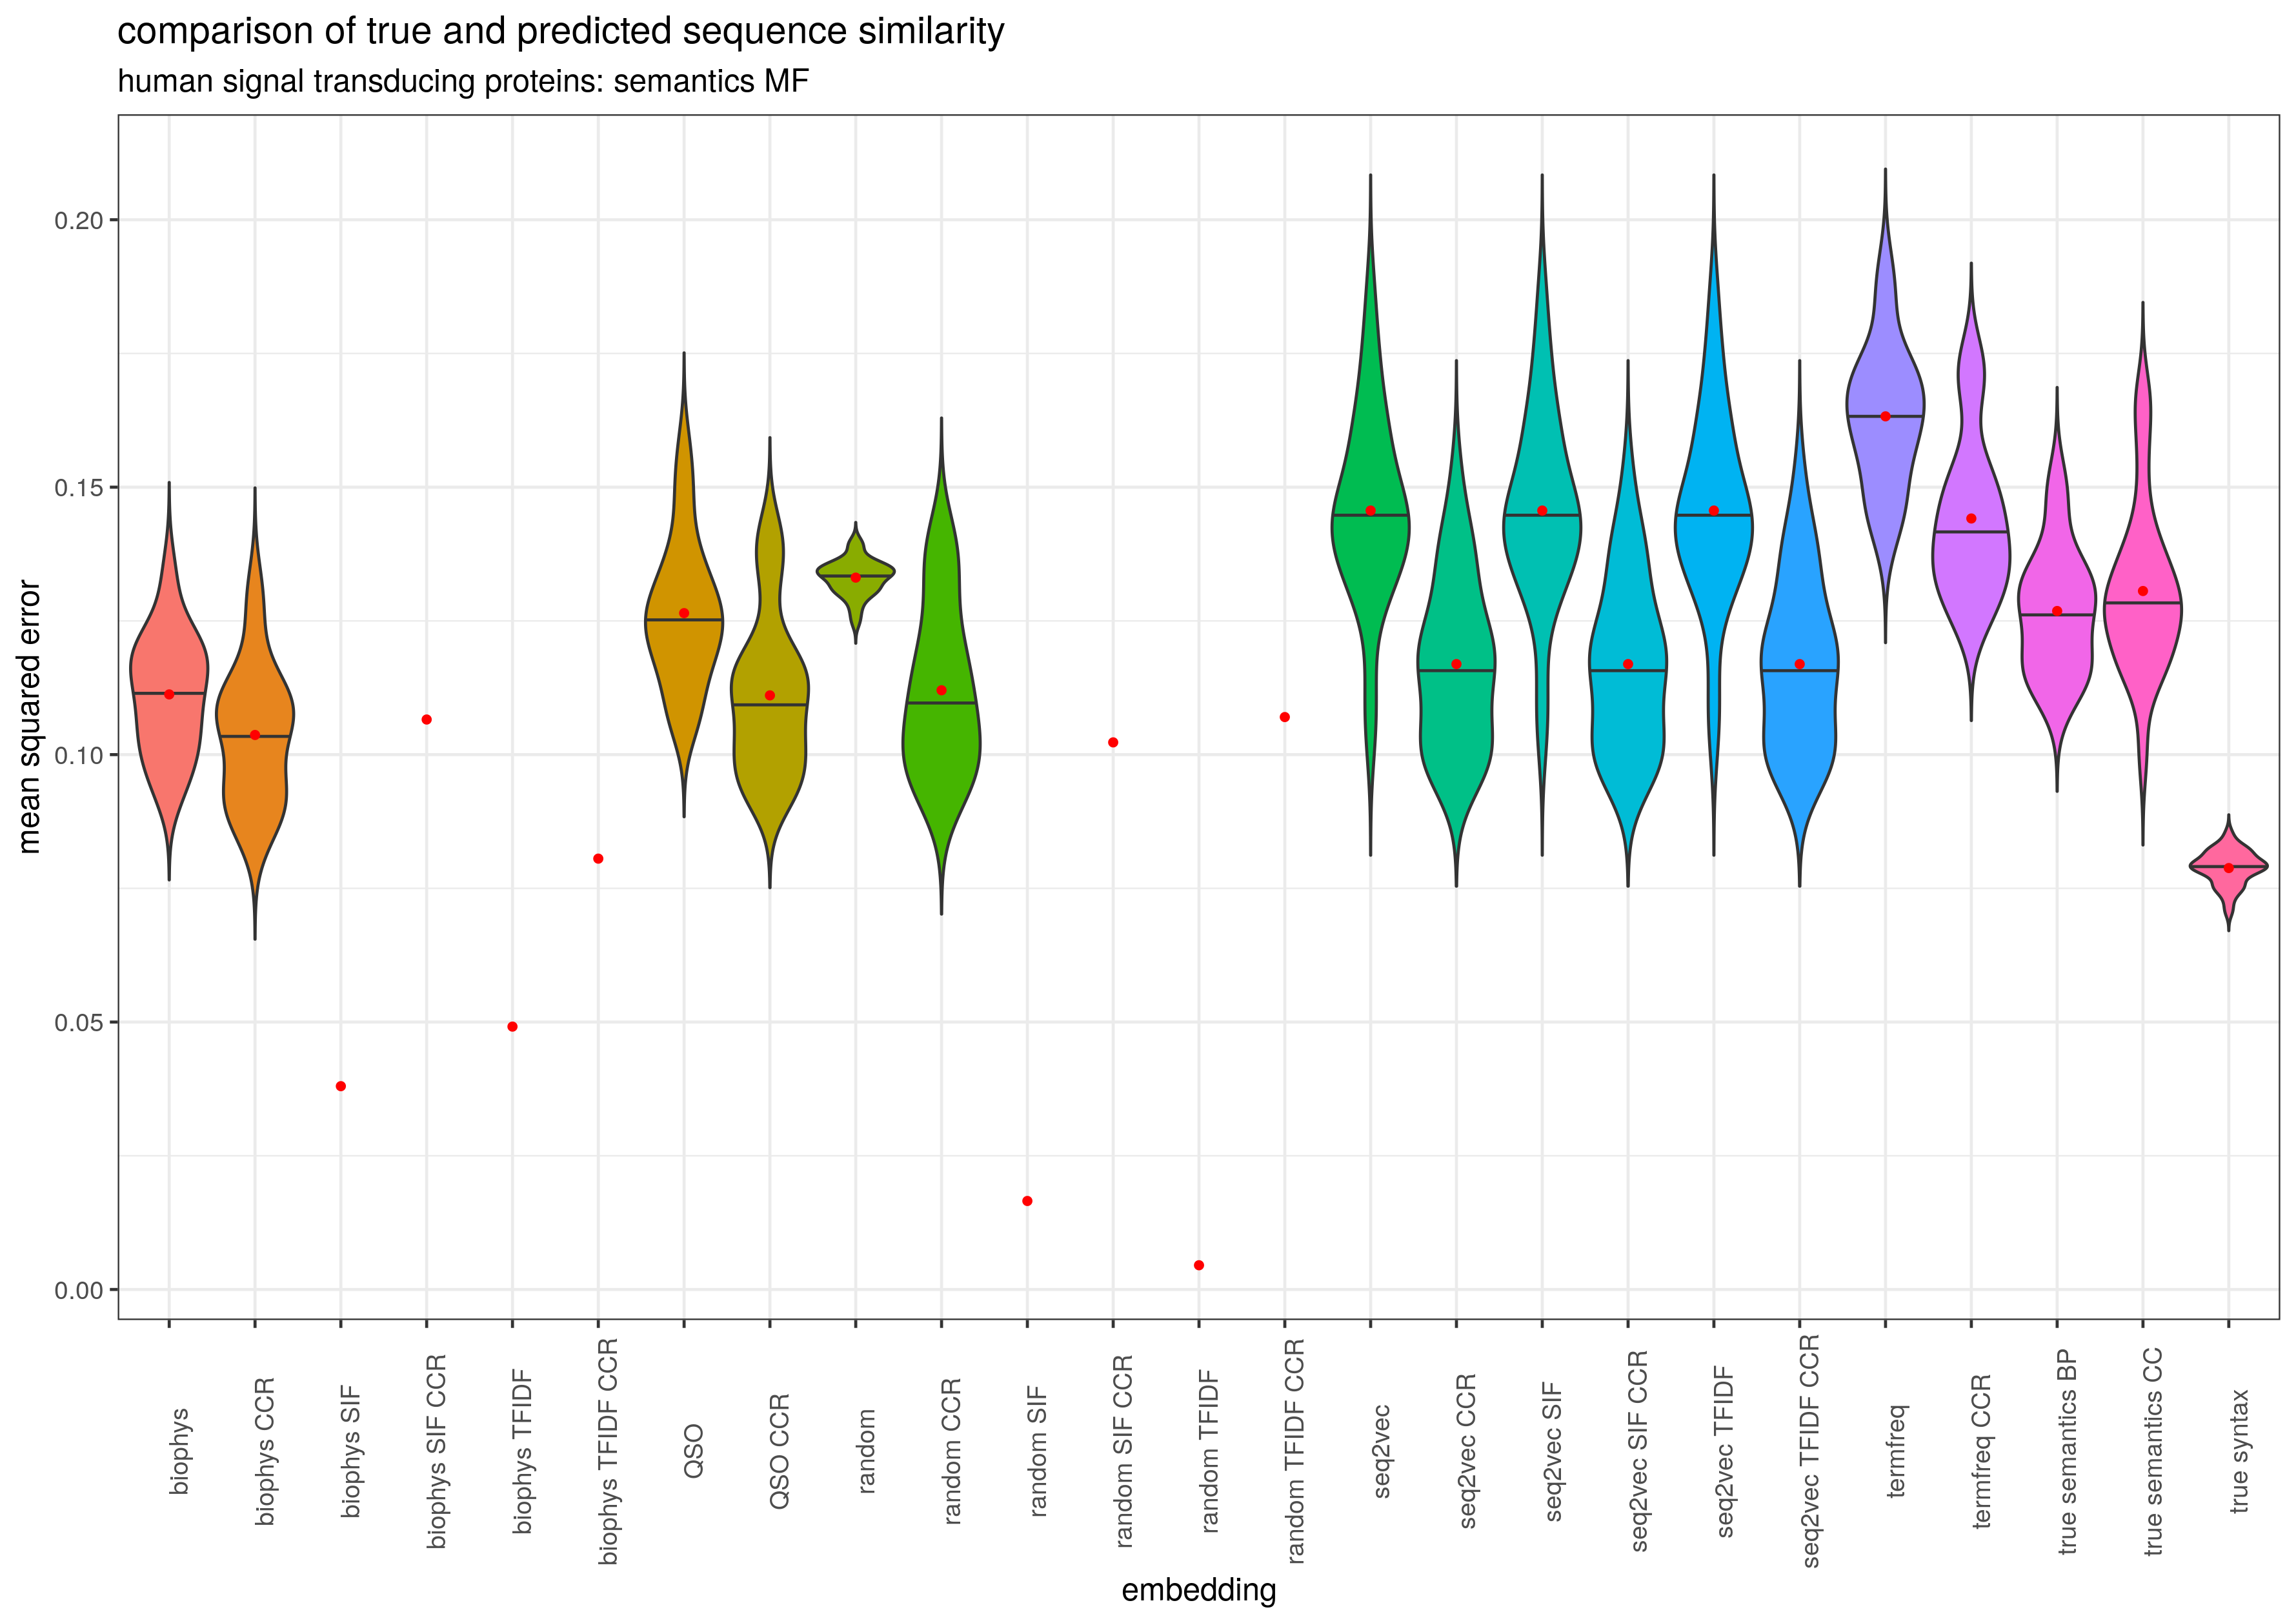 comparison of true and predicted sequence similarity
human signal transducing proteins: semantics MF
mean squared error
0.20
0.15
0.10
0.05
0.00
biophys
biophys CCR
biophys SIF
biophys SIF CCR
biophys TFIDF
biophys TFIDF CCR
QSO
QSO CCR
random
random CCR
random SIF
random SIF CCR
random TFIDF
random TFIDF CCR
seq2vec
seq2vec CCR
seq2vec SIF
seq2vec SIF CCR
seq2vec TFIDF
seq2vec TFIDF CCR
termfreq
termfreq CCR
true semantics BP
true semantics CC
true syntax
embedding